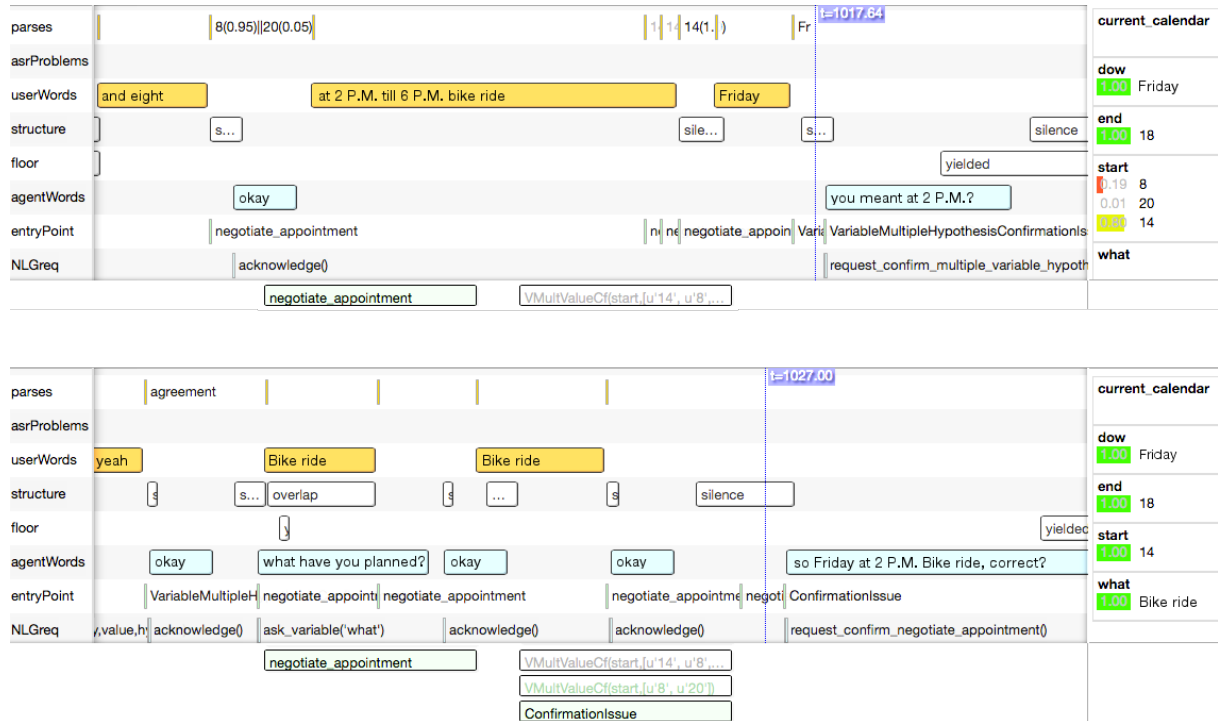 t=1017.64
parses 8(0.95)||20(0.05) 14(1. ) Fr
asrProblems
userWords and eight at 2 P.M. till 6 P.M. bike ride Friday
structure s... sile... s... silence
floor yielded
agentWords okay you meant at 2 P.M.?
entryPoint negotiate_appointment ne ne negotiate_appoin Varia VariableMultipleHypothesisConfirmationIs
NLGreq acknowledge() request_confirm_multiple_variable_hypoth
negotiate_appointment VMultValueCf(start,[u'14', u'8',...
current_calendar
dow
1.00 Friday
end
1.00 18
start
0.19 8
0.01 20
0.80 14
what
t=1027.00
parses agreement
asrProblems
userWords yeah Bike ride Bike ride
structure s s... overlap s ... s silence
floor y yielded
agentWords okay what have you planned? okay okay so Friday at 2 P.M. Bike ride, correct?
entryPoint VariableMultipleH negotiate_appointi negotiate_appointment negotiate_appointme negoti ConfirmationIssue
NLGreq y,value,hy acknowledge() ask_variable('what') acknowledge() acknowledge() request_confirm_negotiate_appointment()
negotiate_appointment VMultValueCf(start,[u'14', u'8',...
VMultValueCf(start,[u'8', u'20'])
ConfirmationIssue
current_calendar
dow
1.00 Friday
end
1.00 18
start
1.00 14
what
1.00 Bike ride